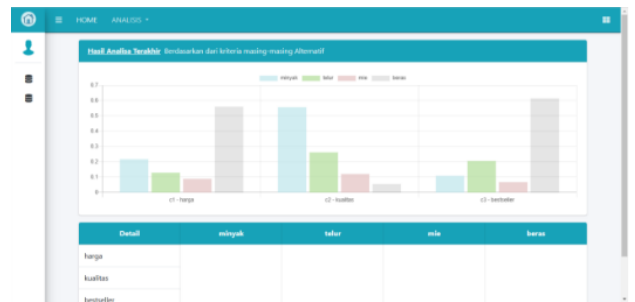 HOME ANALISIS
Hasil Analisa Terakhir Berdasarkan dari kriteria masing-masing Alternatif
minyak telur mie beras
0.7
0.6
0.5
0.4
0.3
0.2
0.1
0
c1 - harga c2 - kualitas c3 - bestseller
Detail minyak telur mie beras
harga
kualitas
bestseller